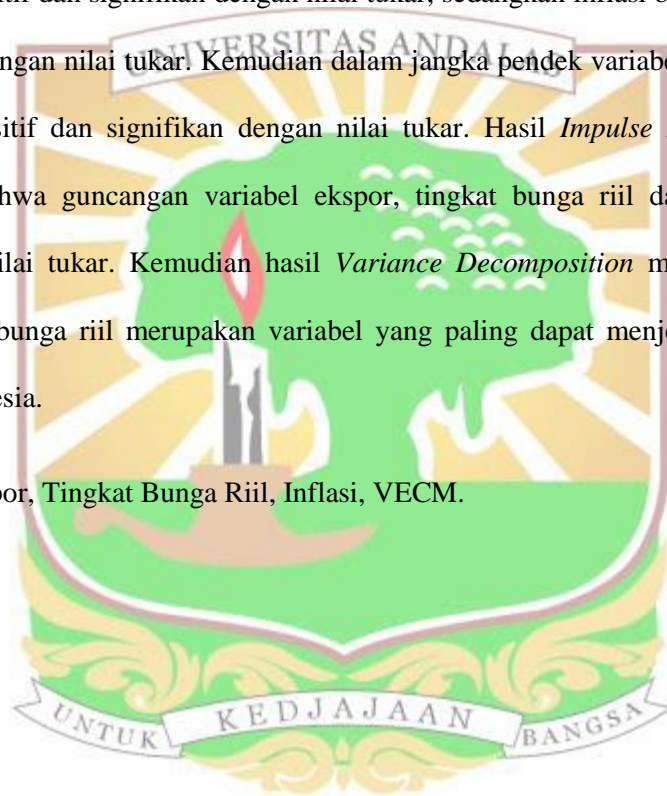 itif dan signifikan dengan nilai tukar, sedangkan inflasi b
UNIVERSITAS ANDALAS
ngan nilai tukar. Kemudian dalam jangka pendek variab
sitif dan signifikan dengan nilai tukar. Hasil Impulse
hwa guncangan variabel ekspor, tingkat bunga riil da
ilai tukar. Kemudian hasil Variance Decomposition m
bunga riil merupakan variabel yang paling dapat menj
esia.
por, Tingkat Bunga Riil, Inflasi, VECM.
UNTUK KEDJAJAAN BANGSA